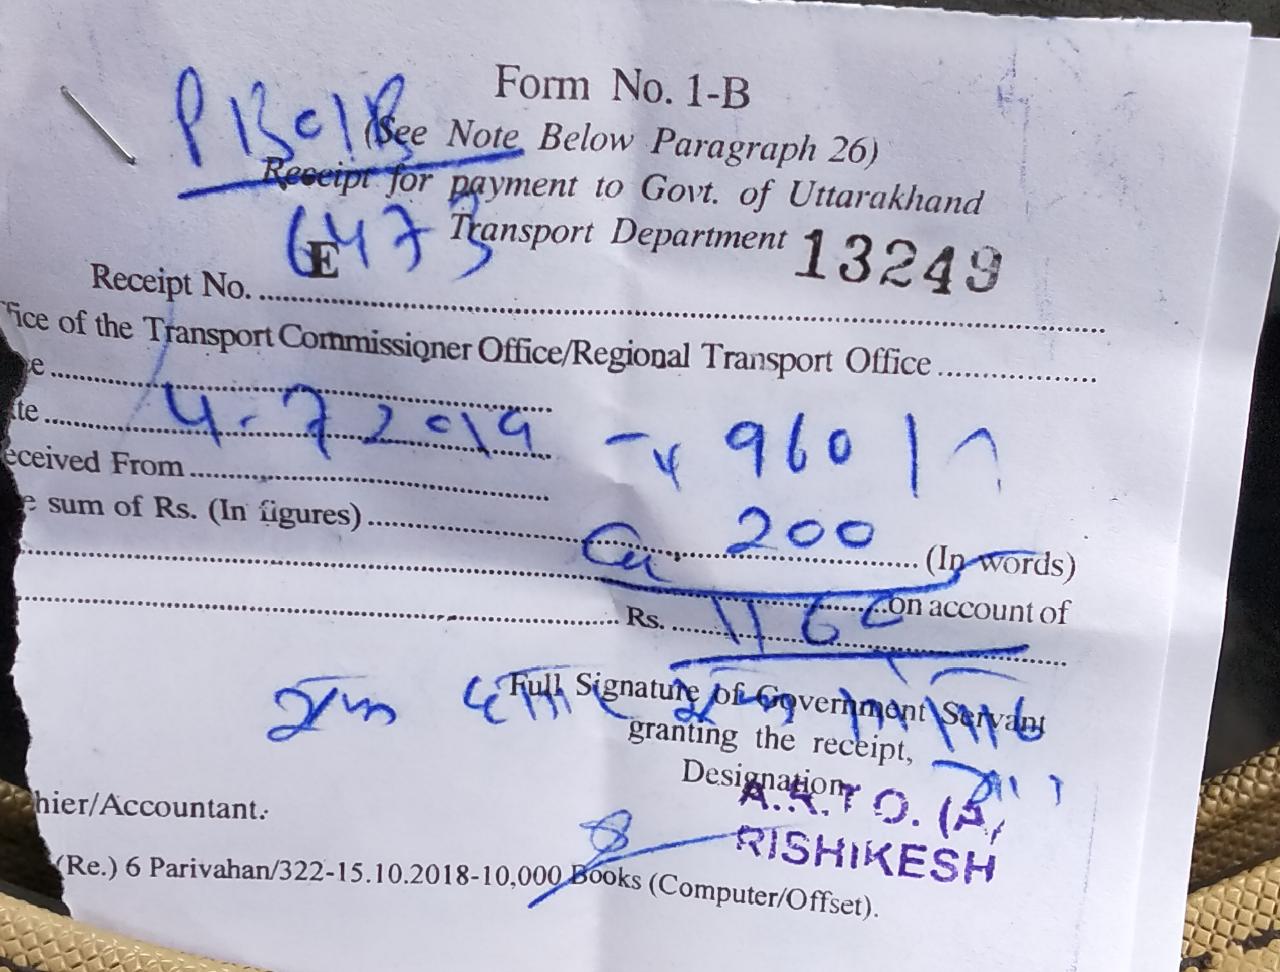 Form No. 1-B
PB01B
(See Note Below Paragraph 26)
Receipt for payment to Govt. of Uttarakhand
6473
Transport Department 13249
E
Receipt No.
fice of the Transport Commissioner Office/Regional Transport Office
e
te 4-7 2019
960
eceived From
e sum of Rs. (In figures) 200 (In words)
on account of
Rs. 1160
Full Signature of Government Servant
granting the receipt,
Designation
A.R.T O. (A)
RISHIKESH
hier/Accountant.
(Re.) 6 Parivahan/322-15.10.2018-10,000 Books (Computer/Offset).